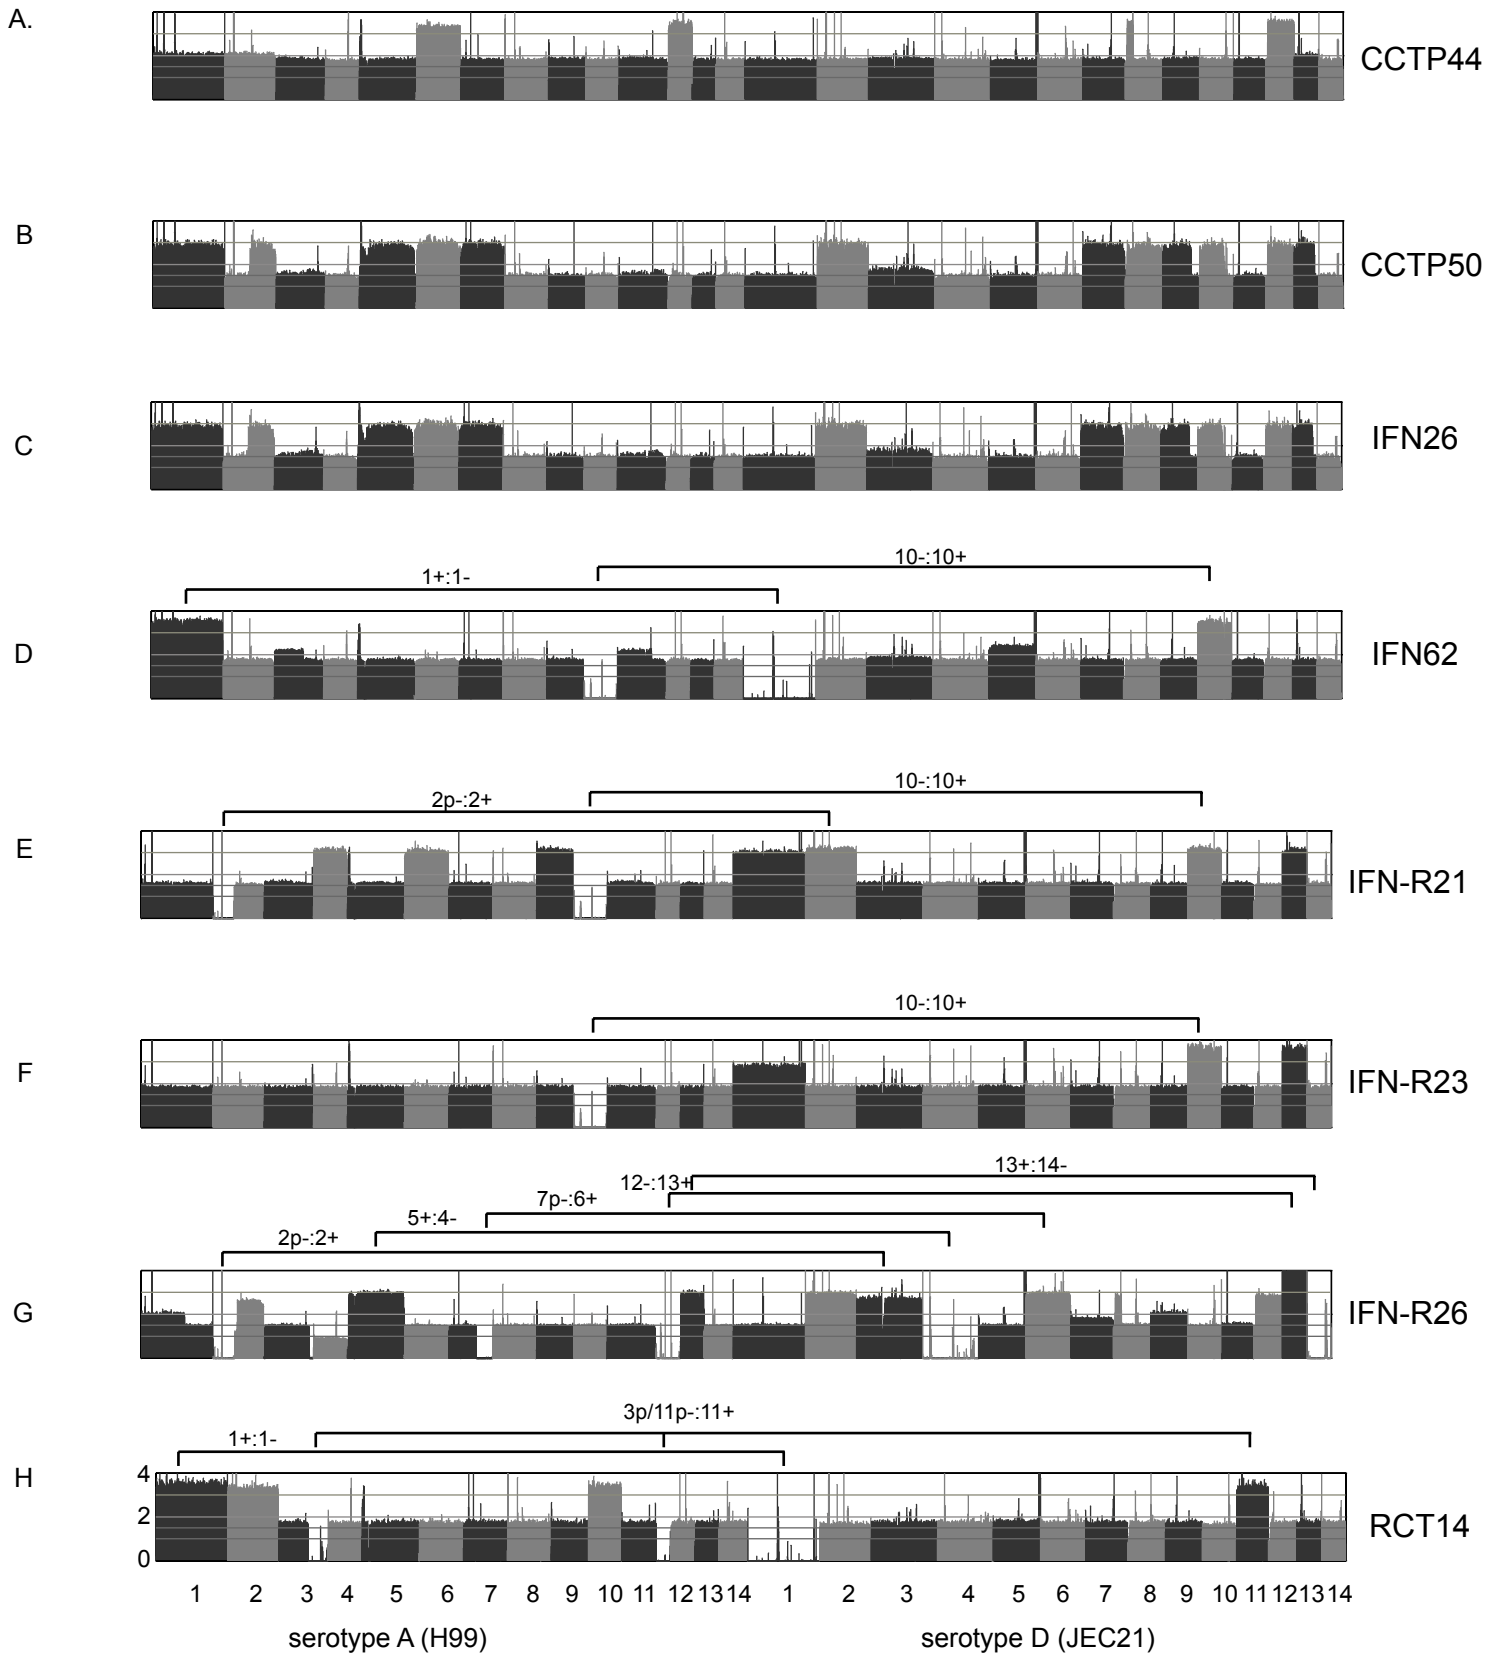 A.
CCTP44
B
CCTP50
C
IFN26
10-:10+
1+:1-
D
IFN62
10-:10+
2p-:2+
E
IFN-R21
10-:10+
F
IFN-R23
13+:14-
12-:13+
7p-:6+
5+:4-
2p-:2+
G
IFN-R26
3p/11p-:11+
1+:1-
H
4
2
0
RCT14
1 2 3 4 5 6 7 8 9 10 11 12 13 14 1 2 3 4 5 6 7 8 9 10 11 12 13 14
serotype A (H99) serotype D (JEC21)